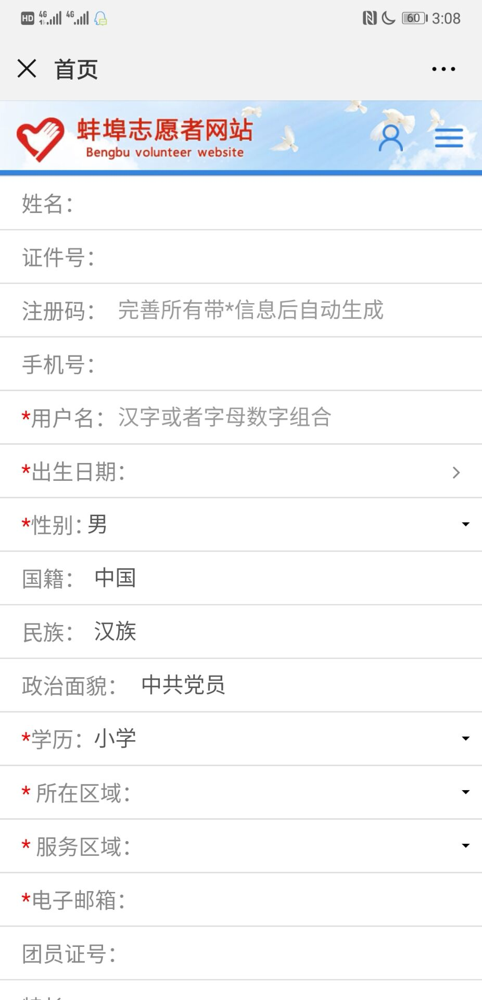 HD 4G 4G 60 3:08
首页
蚌埠志愿者网站
Bengbu volunteer website
姓名：
证件号：
注册码： 完善所有带*信息后自动生成
手机号：
*用户名： 汉字或者字母数字组合
*出生日期：
*性别：男
国籍： 中国
民族： 汉族
政治面貌： 中共党员
*学历： 小学
* 所在区域：
* 服务区域：
*电子邮箱：
团员证号：